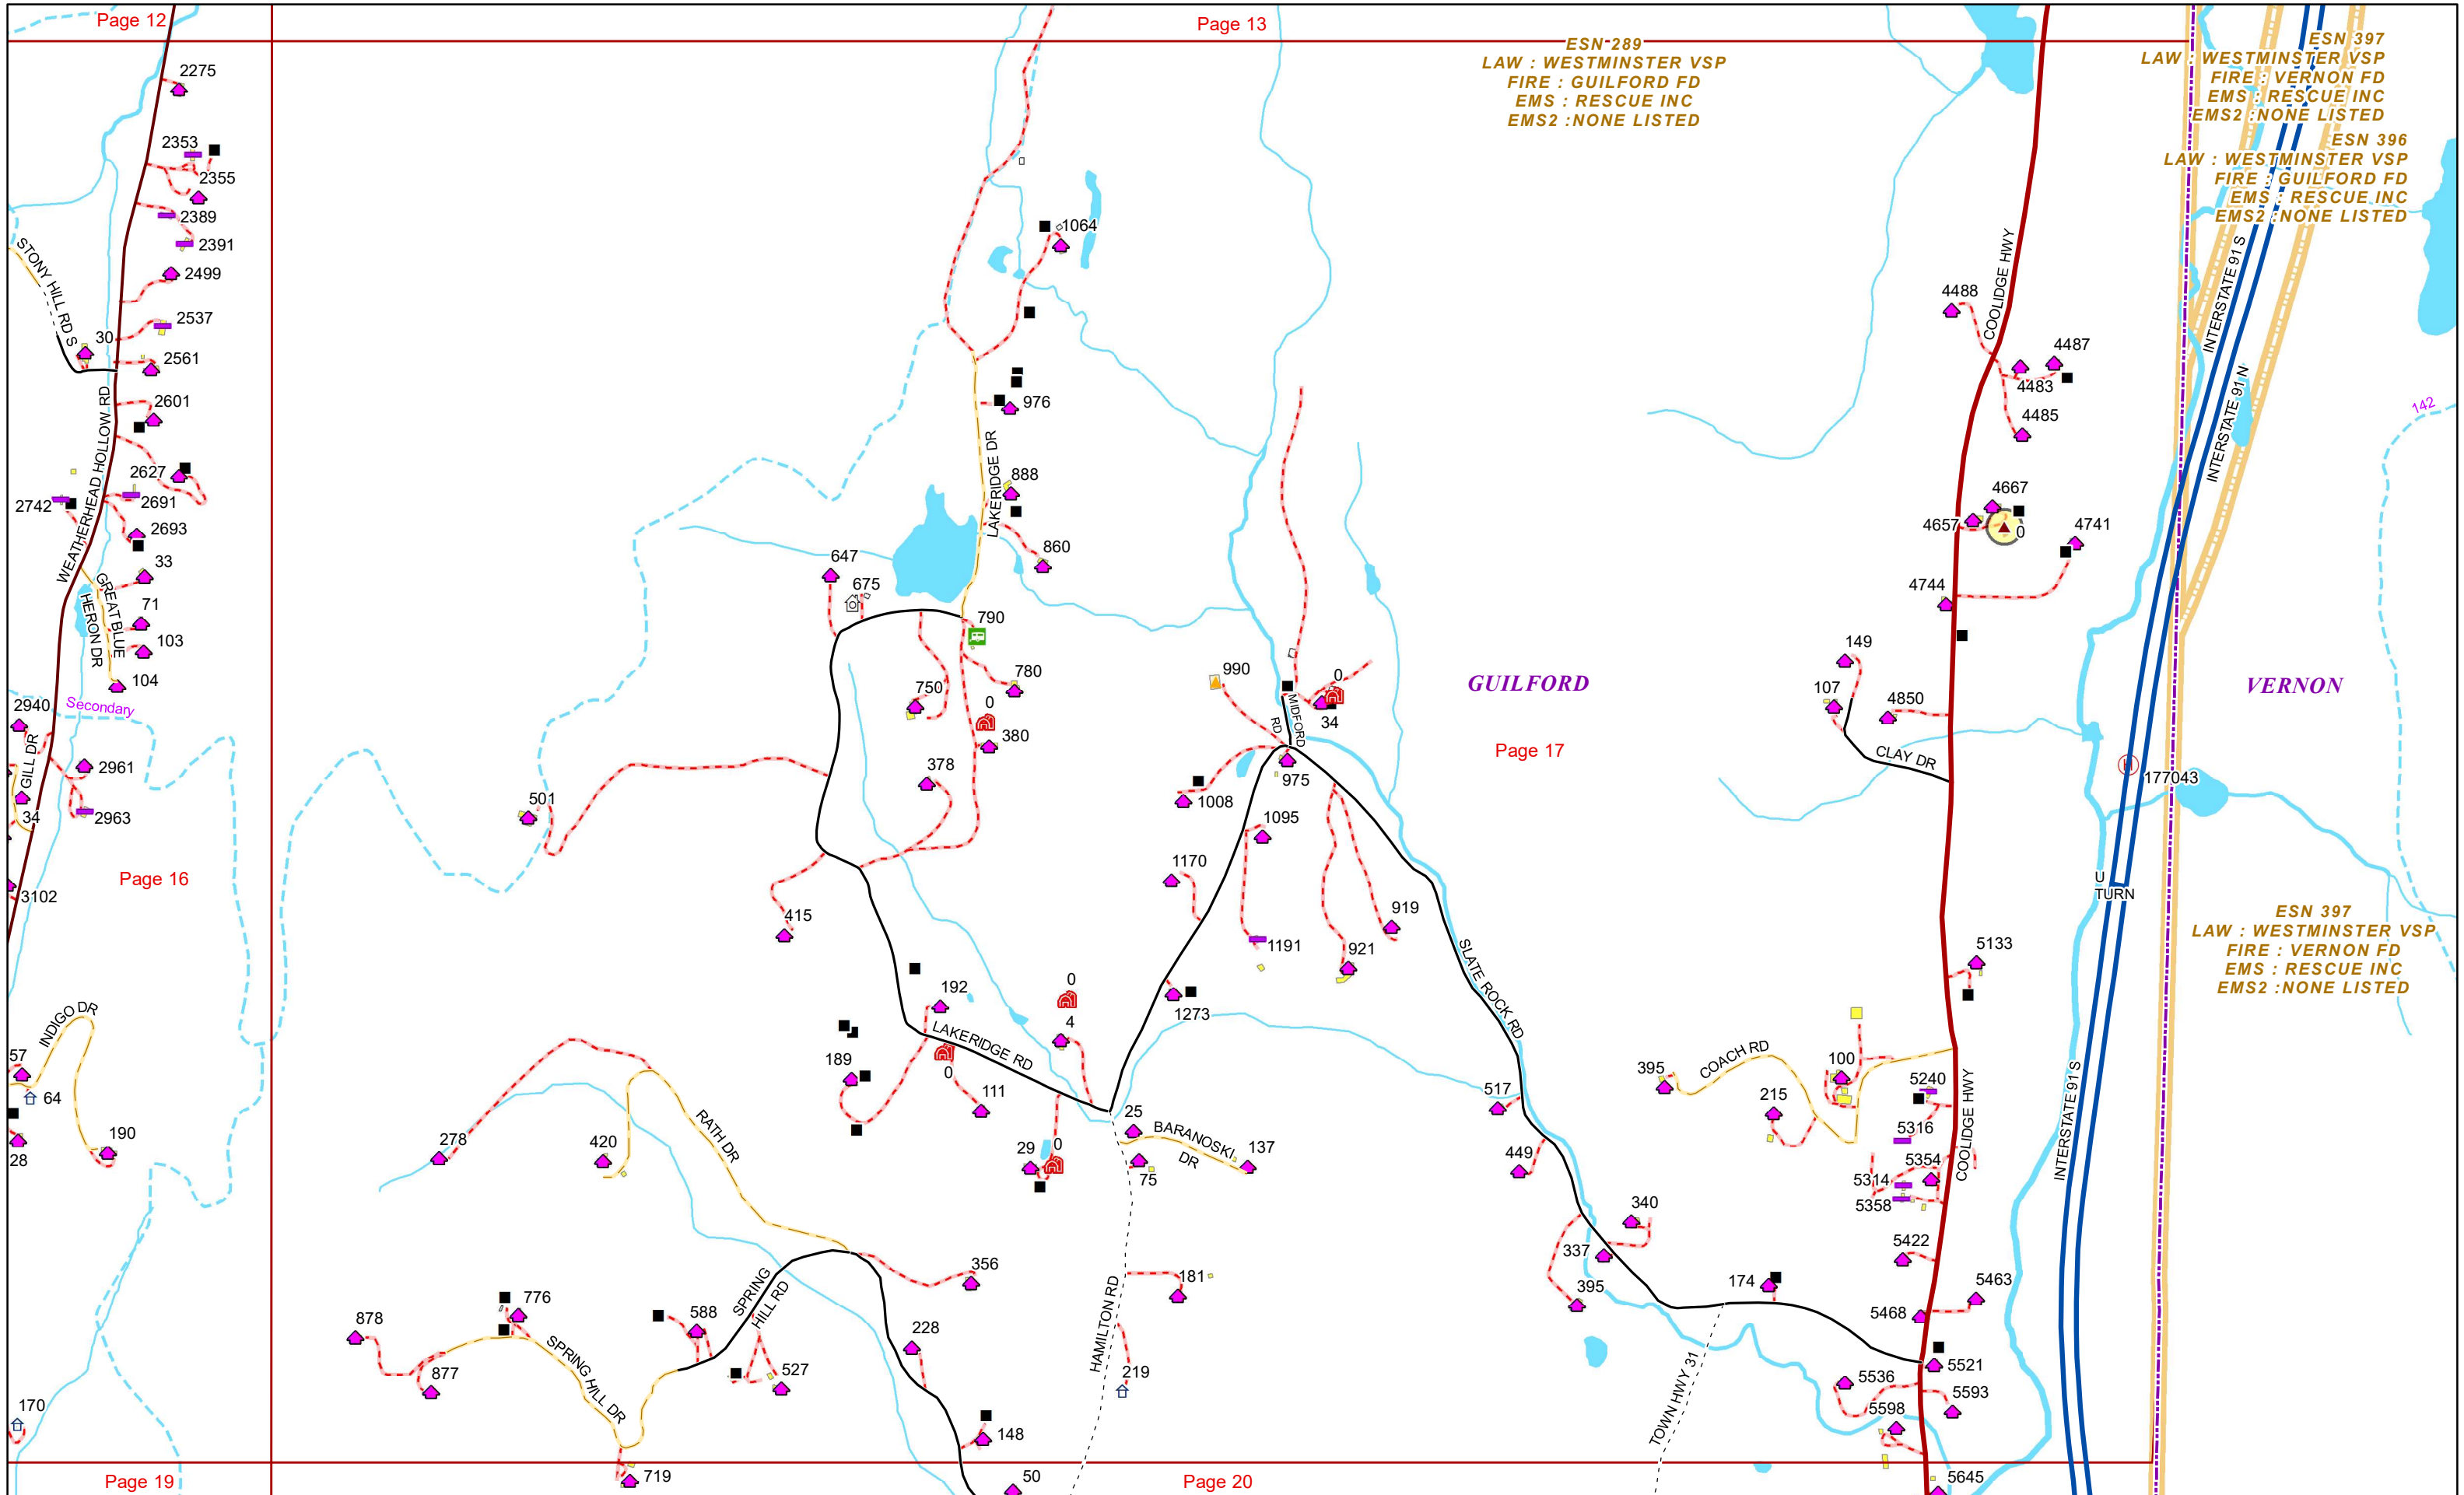 Page 12
Page 13
ESN 289
LAW : WESTMINSTER VSP
FIRE : GUILFORD FD
EMS : RESCUE INC
EMS2 :NONE LISTED
ESN 397
LAW : WESTMINSTER VSP
FIRE : VERNON FD
EMS : RESCUE INC
EMS2 :NONE LISTED
ESN 396
LAW : WESTMINSTER VSP
FIRE : GUILFORD FD
EMS : RESCUE INC
EMS2 :NONE LISTED
2275
2353
2355
2389
2391
2499
2537
STONY HILL RD S
30
2561
2601
WEATHERHEAD HOLLOW RD
2627
2691
2742
2693
33
GREAT BLUE
HERON DR
71
103
104
Secondary
2940
GILL DR
2961
34
2963
Page 16
3102
INDIGO DR
57
64
190
28
170
Page 19
1064
976
LAKERIDGE DR
888
860
647
675
790
780
750
0
380
378
501
415
192
LAKERIDGE RD
189
0
111
0
4
29
0
25
BARANOSKI
DR
137
75
278
420
RATH DR
356
181
HAMILTON RD
219
878
776
588
SPRING
HILL RD
877
SPRING HILL DR
527
228
148
719
50
Page 20
990
MIDFORD
RD
0
34
975
1008
1095
1170
1191
919
921
1273
SLATE ROCK RD
517
449
340
337
395
174
TOWN HWY 31
GUILFORD
Page 17
COOLIDGE HWY
4488
4487
4483
4485
4667
4657
0
4741
4744
149
107
4850
CLAY DR
5133
COACH RD
395
215
100
5240
5316
5354
5314
5358
COOLIDGE HWY
5422
5463
5468
5521
5536
5593
5598
5645
INTERSTATE 91 S
INTERSTATE 91 N
142
VERNON
177043
U
TURN
INTERSTATE 91 S
ESN 397
LAW : WESTMINSTER VSP
FIRE : VERNON FD
EMS : RESCUE INC
EMS2 :NONE LISTED